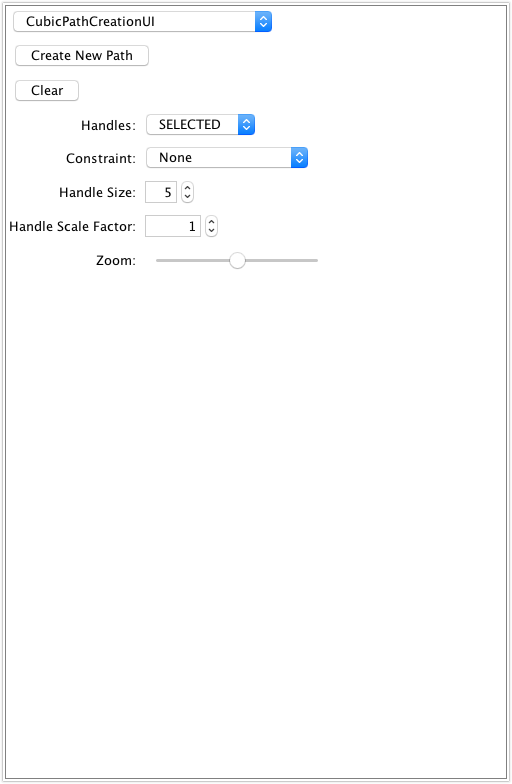 CubicPathCreationUI
Create New Path
Clear
Handles: SELECTED
Constraint: None
Handle Size: 5
Handle Scale Factor: 1
Zoom: